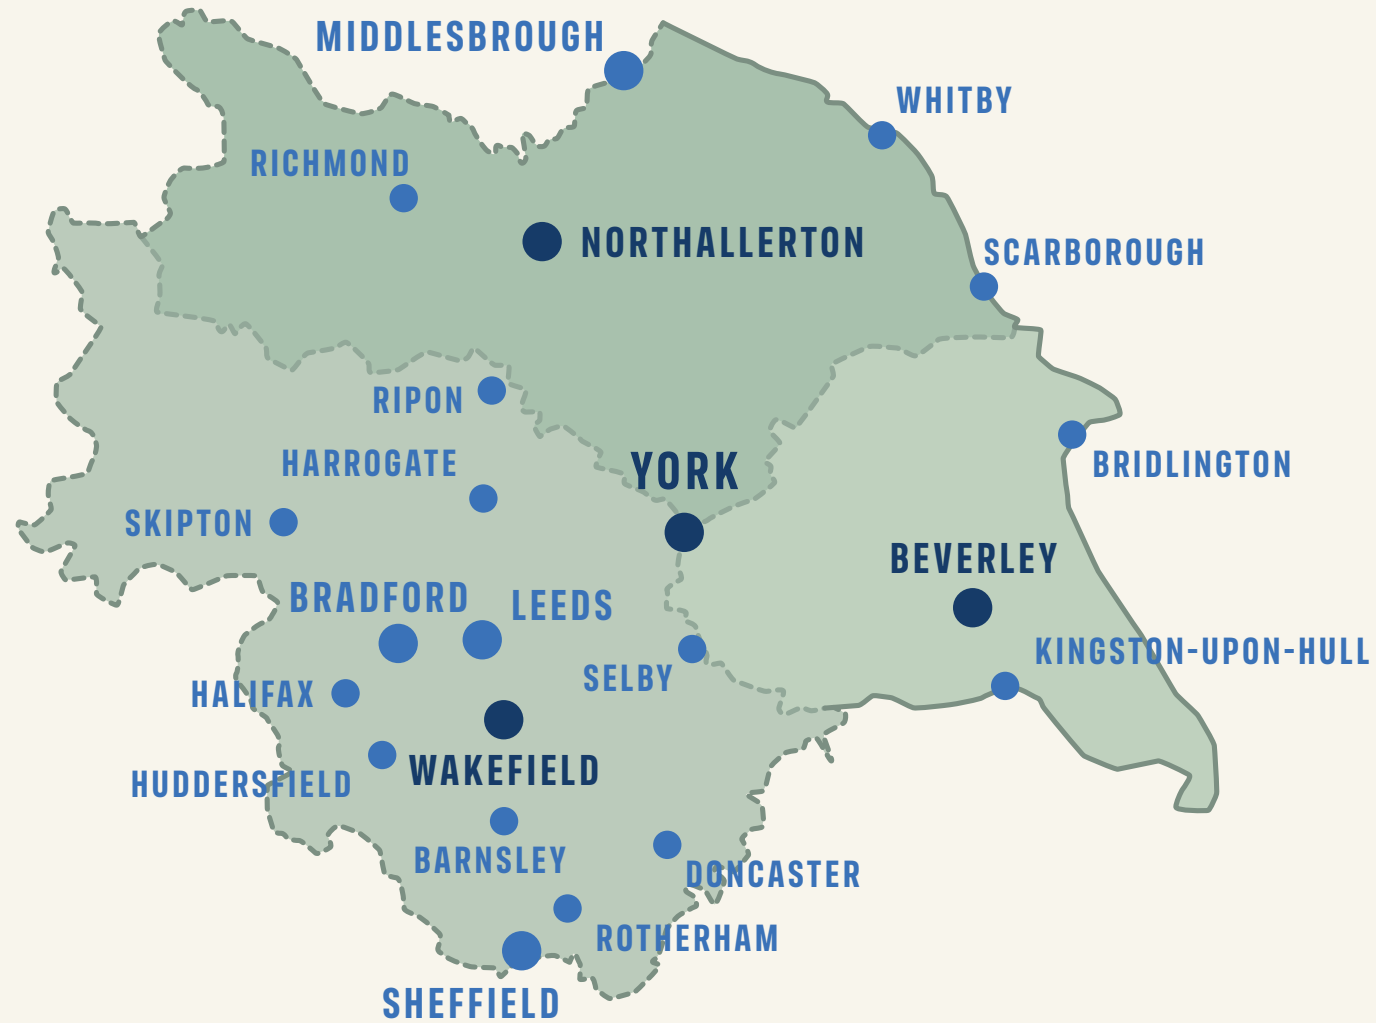 MIDDLESBROUGH
WHITBY
RICHMOND
NORTHALLERTON
SCARBOROUGH
RIPON
HARROGATE
YORK
BRIDLINGTON
SKIPTON
BEVERLEY
BRADFORD
LEEDS
KINGSTON-UPON-HULL
SELBY
HALIFAX
WAKEFIELD
HUDDERSFIELD
BARNSLEY
DONCASTER
ROTHERHAM
SHEFFIELD